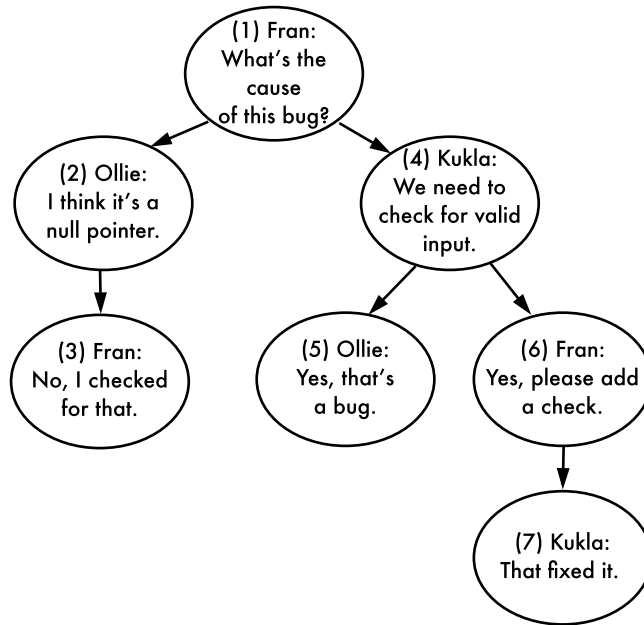 (1) Fran:
What's the
cause
of this bug?
(2) Ollie:
I think it's a
null pointer.
(3) Fran:
No, I checked
for that.
(4) Kukla:
We need to
check for valid
input.
(5) Ollie:
Yes, that's
a bug.
(6) Fran:
Yes, please add
a check.
(7) Kukla:
That fixed it.